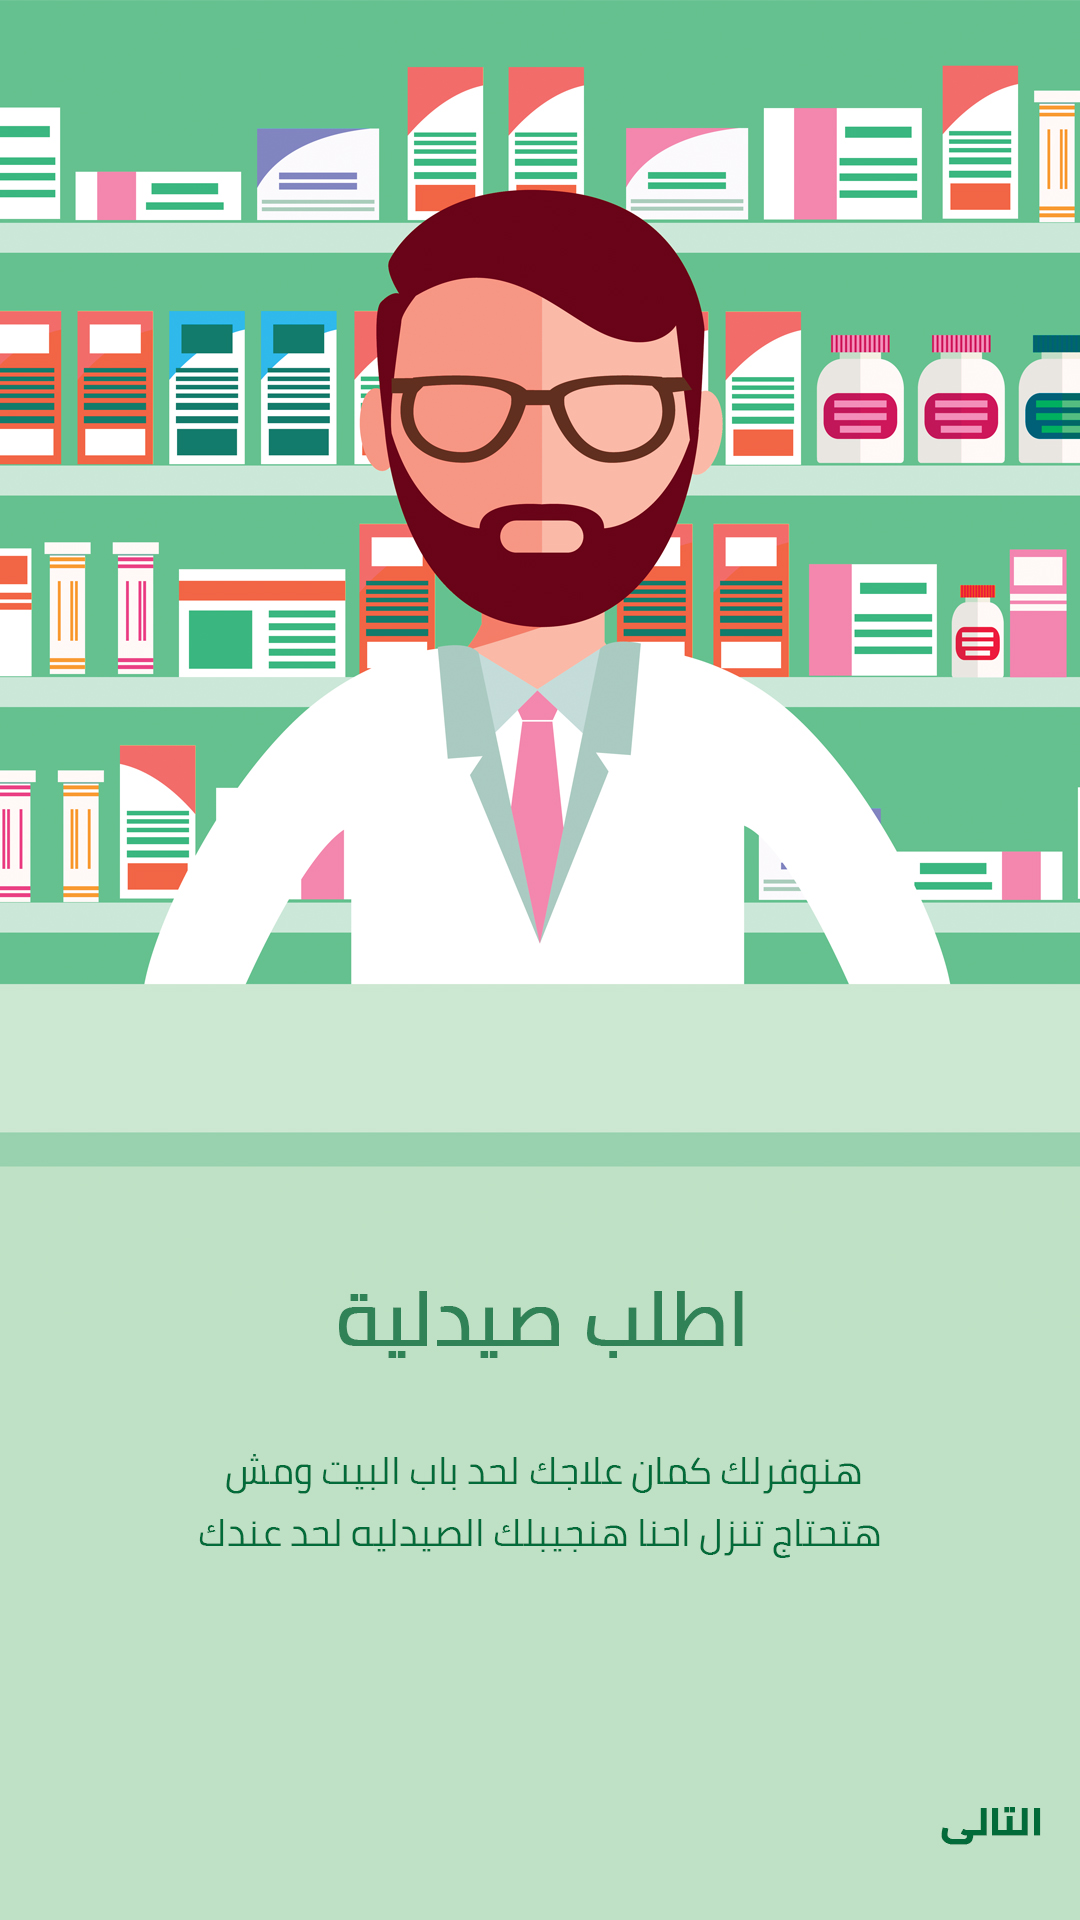 اطلب صيدلية
هنوفرلك كمان علاجك لحد باب البيت ومش
هتحتاج تنزل احنا هنجيبلك الصيدليه لحد عندك
التالى